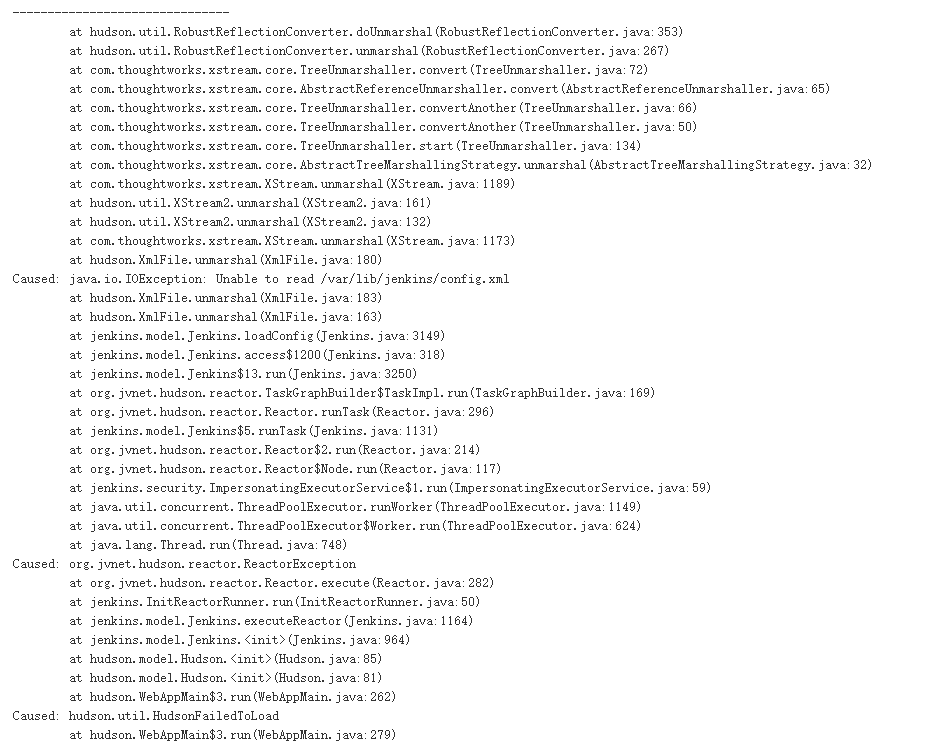 -------------------------------
at hudson.util.RobustReflectionConverter.doUnmarshal(RobustReflectionConverter.java:353)
at hudson.util.RobustReflectionConverter.unmarshal(RobustReflectionConverter.java:267)
at com.thoughtworks.xstream.core.TreeUnmarshaller.convert(TreeUnmarshaller.java:72)
at com.thoughtworks.xstream.core.AbstractReferenceUnmarshaller.convert(AbstractReferenceUnmarshaller.java:65)
at com.thoughtworks.xstream.core.TreeUnmarshaller.convertAnother(TreeUnmarshaller.java:66)
at com.thoughtworks.xstream.core.TreeUnmarshaller.convertAnother(TreeUnmarshaller.java:50)
at com.thoughtworks.xstream.core.TreeUnmarshaller.start(TreeUnmarshaller.java:134)
at com.thoughtworks.xstream.core.AbstractTreeMarshallingStrategy.unmarshal(AbstractTreeMarshallingStrategy.java:32)
at com.thoughtworks.xstream.XStream.unmarshal(XStream.java:1189)
at hudson.util.XStream2.unmarshal(XStream2.java:161)
at hudson.util.XStream2.unmarshal(XStream2.java:132)
at com.thoughtworks.xstream.XStream.unmarshal(XStream.java:1173)
at hudson.XmlFile.unmarshal(XmlFile.java:180)
Caused: java.io.IOException: Unable to read /var/lib/jenkins/config.xml
at hudson.XmlFile.unmarshal(XmlFile.java:183)
at hudson.XmlFile.unmarshal(XmlFile.java:163)
at jenkins.model.Jenkins.loadConfig(Jenkins.java:3149)
at jenkins.model.Jenkins.access$1200(Jenkins.java:318)
at jenkins.model.Jenkins$13.run(Jenkins.java:3250)
at org.jvnet.hudson.reactor.TaskGraphBuilder$TaskImpl.run(TaskGraphBuilder.java:169)
at org.jvnet.hudson.reactor.Reactor.runTask(Reactor.java:296)
at jenkins.model.Jenkins$5.runTask(Jenkins.java:1131)
at org.jvnet.hudson.reactor.Reactor$2.run(Reactor.java:214)
at org.jvnet.hudson.reactor.Reactor$Node.run(Reactor.java:117)
at jenkins.security.ImpersonatingExecutorService$1.run(ImpersonatingExecutorService.java:59)
at java.util.concurrent.ThreadPoolExecutor.runWorker(ThreadPoolExecutor.java:1149)
at java.util.concurrent.ThreadPoolExecutor$Worker.run(ThreadPoolExecutor.java:624)
at java.lang.Thread.run(Thread.java:748)
Caused: org.jvnet.hudson.reactor.ReactorException
at org.jvnet.hudson.reactor.Reactor.execute(Reactor.java:282)
at jenkins.InitReactorRunner.run(InitReactorRunner.java:50)
at jenkins.model.Jenkins.executeReactor(Jenkins.java:1164)
at jenkins.model.Jenkins.<init>(Jenkins.java:964)
at hudson.model.Hudson.<init>(Hudson.java:85)
at hudson.model.Hudson.<init>(Hudson.java:81)
at hudson.WebAppMain$3.run(WebAppMain.java:262)
Caused: hudson.util.HudsonFailedToLoad
at hudson.WebAppMain$3.run(WebAppMain.java:279)